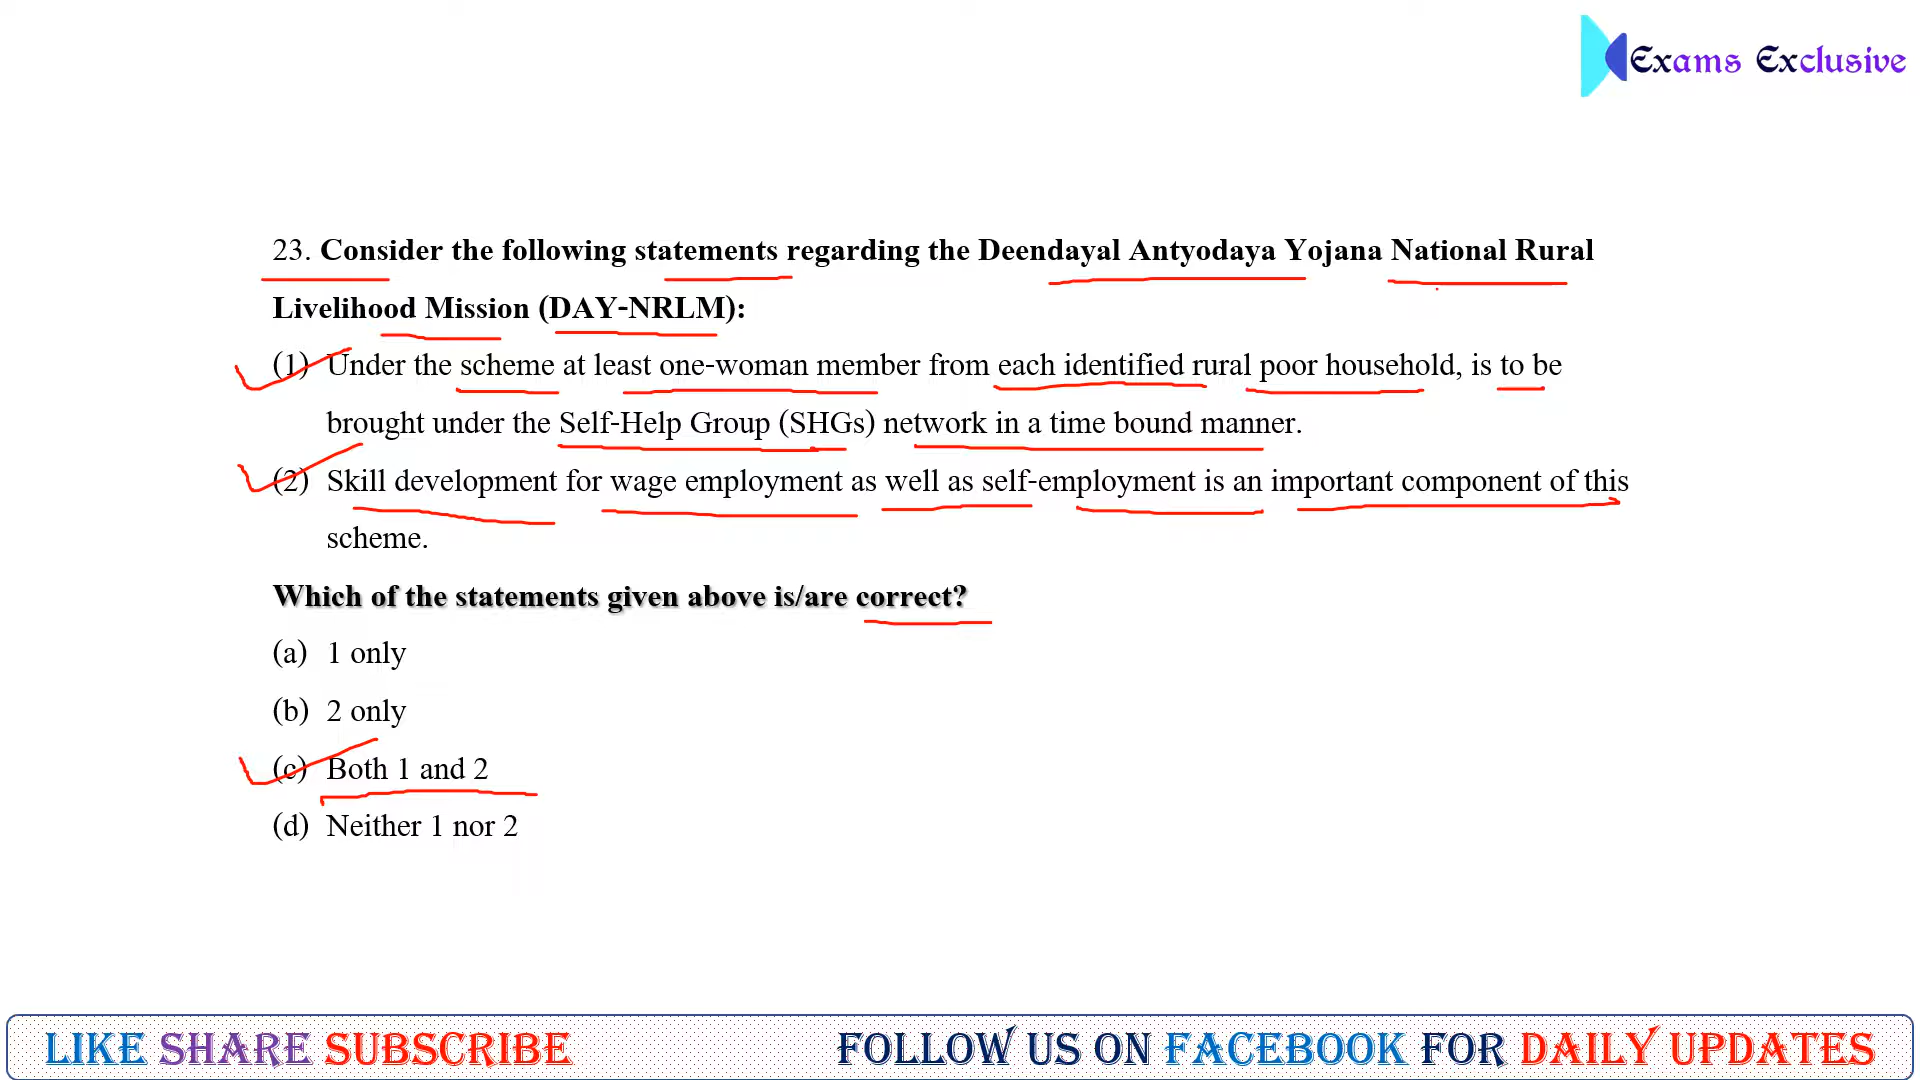 Exams Exclusive
23. Consider the following statements regarding the Deendayal Antyodaya Yojana National Rural
Livelihood Mission (DAY-NRLM):
(1) Under the scheme at least one-woman member from each identified rural poor household, is to be
brought under the Self-Help Group (SHGs) network in a time bound manner.
(2) Skill development for wage employment as well as self-employment is an important component of this
scheme.
Which of the statements given above is/are correct?
(a) 1 only
(b) 2 only
(c) Both 1 and 2
(d) Neither 1 nor 2
LIKE SHARE SUBSCRIBE FOLLOW US ON FACEBOOK FOR DAILY UPDATES